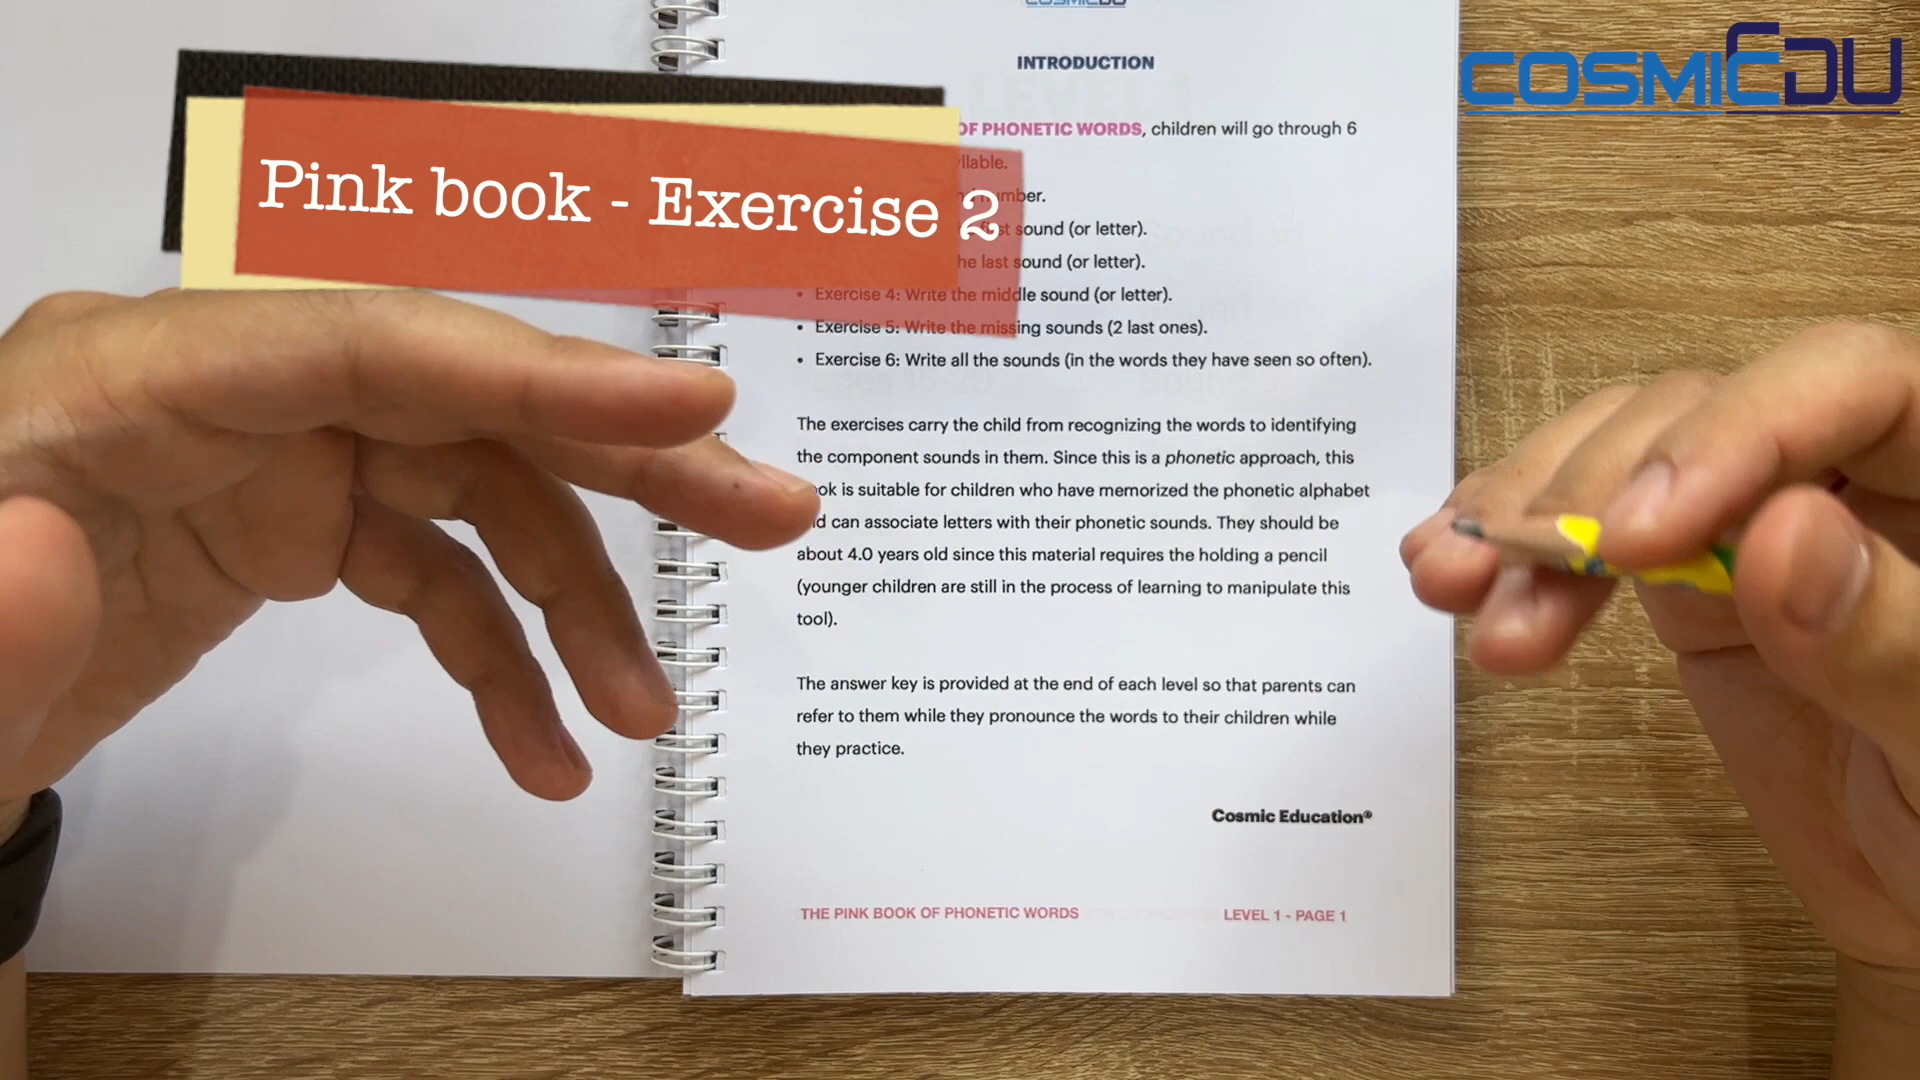 COSMICEDU
COSMICEDU
INTRODUCTION
OF PHONETIC WORDS, children will go through 6
Pink book - Exercise 2
sound (or letter).
he last sound (or letter).
• Exercise 4: Write the middle sound (or letter).
• Exercise 5: Write the missing sounds (2 last ones).
• Exercise 6: Write all the sounds (in the words they have seen so often).
The exercises carry the child from recognizing the words to identifying
the component sounds in them. Since this is a phonetic approach, this
ok is suitable for children who have memorized the phonetic alphabet
can associate letters with their phonetic sounds. They should be
about 4.0 years old since this material requires the holding a pencil
(younger children are still in the process of learning to manipulate this
tool).
The answer key is provided at the end of each level so that parents can
refer to them while they pronounce the words to their children while
they practice.
Cosmic Education®
THE PINK BOOK OF PHONETIC WORDS
LEVEL 1 - PAGE 1